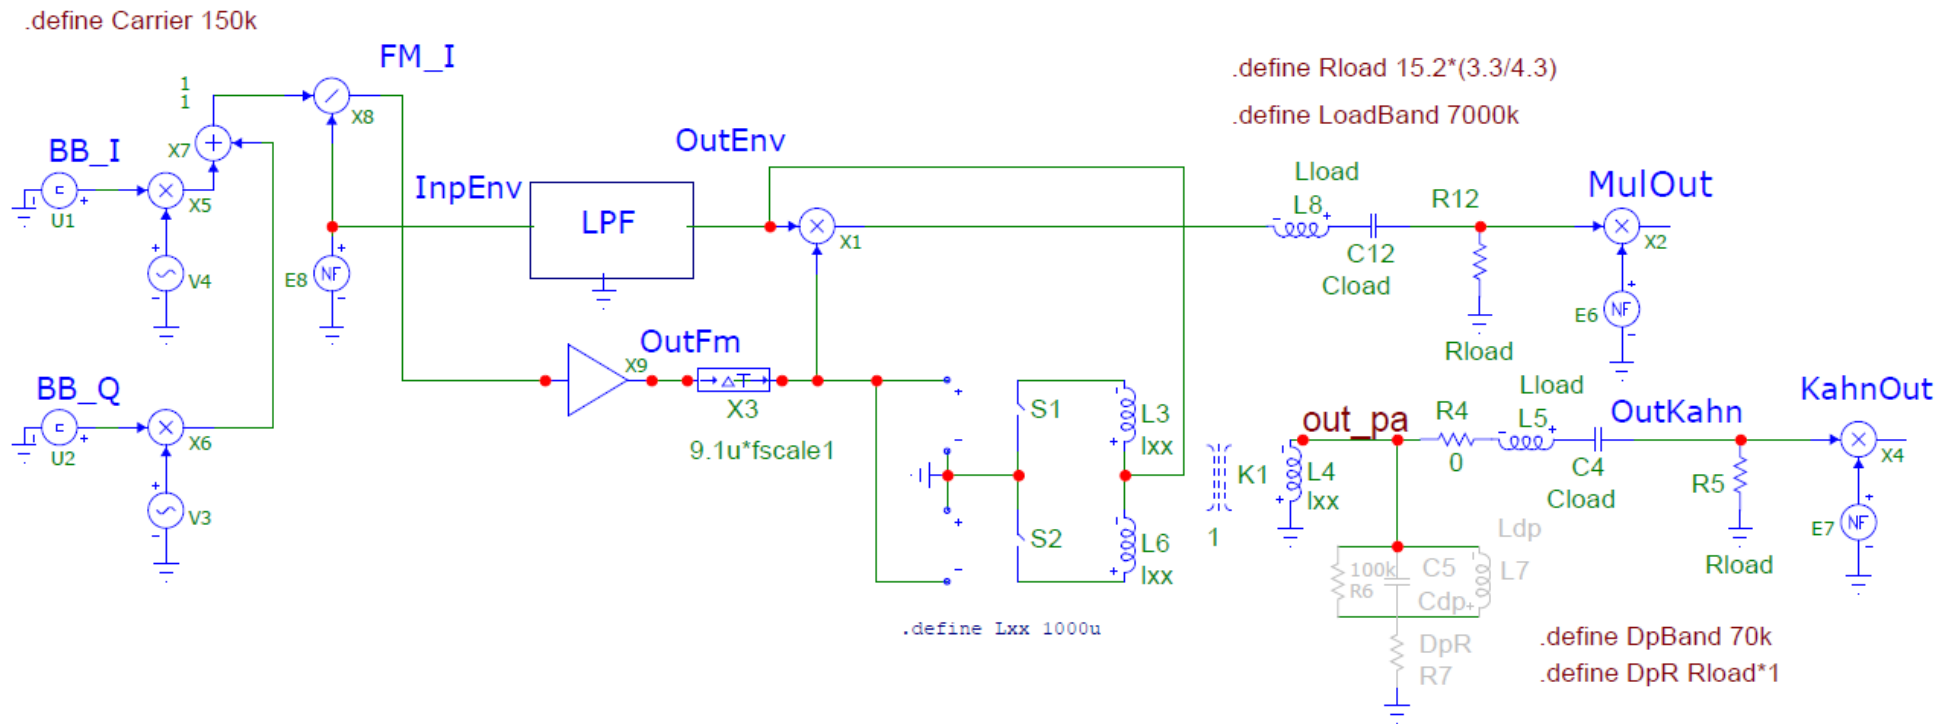 .define Carrier 150k
FM_I
1
1
X8
X7
BB_I
U1
X5
V4
InpEnv
E8
NF
LPF
OutEnv
X1
.define Rload 15.2*(3.3/4.3)
.define LoadBand 7000k
Lload
L8
C12
Cload
R12
Rload
MulOut
X2
E6
NF
BB_Q
U2
X6
V3
OutFm
X9
X3
9.1u*fscale1
S1
S2
L3
lxx
L6
lxx
K1
1
.define Lxx 1000u
out_pa
L4
lxx
R4
0
Lload
L5
C4
Cload
OutKahn
R5
Rload
KahnOut
X4
E7
NF
100k
R6
C5
Cdp
Ldp
L7
DpR
R7
.define DpBand 70k
.define DpR Rload*1